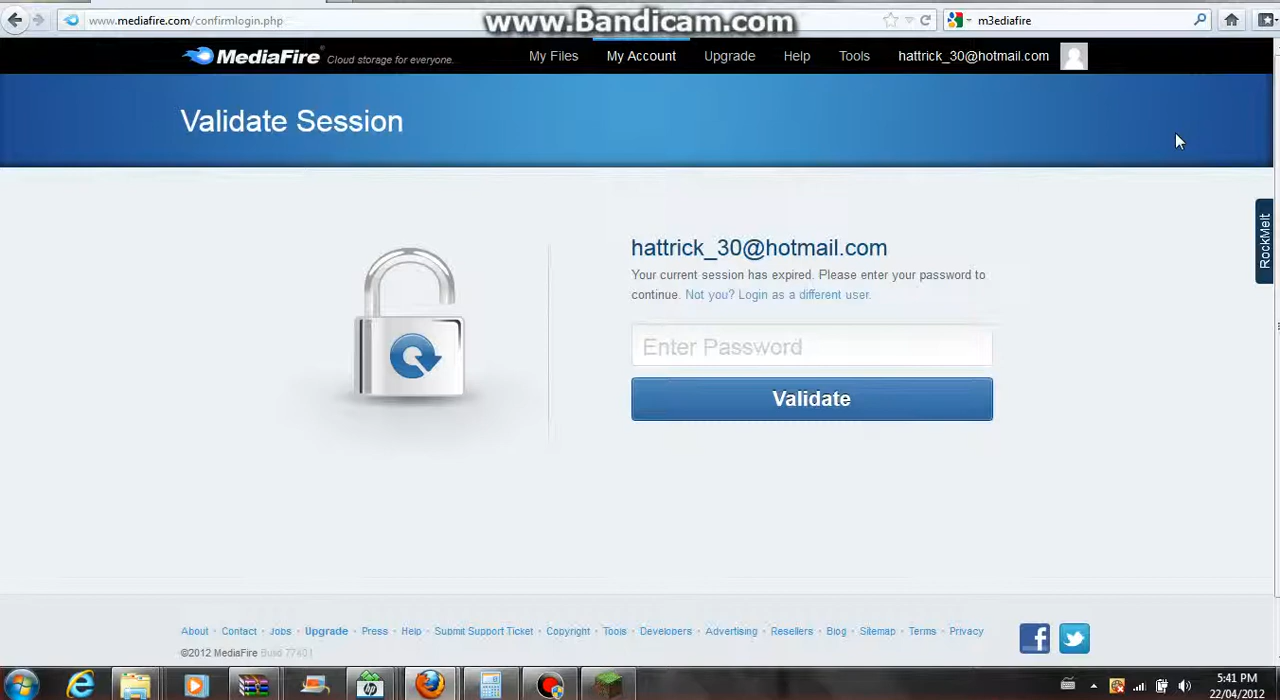 www.mediafire.com/confirmlogin.php
www.Bandicam.com
m3ediafire
MediaFire Cloud storage for everyone.
My Files My Account Upgrade Help Tools hattrick_30@hotmail.com
Validate Session
RockMelt
hattrick_30@hotmail.com
Your current session has expired. Please enter your password to
continue. Not you? Login as a different user.
Enter Password
Validate
About · Contact · Jobs · Upgrade · Press · Help · Submit Support Ticket · Copyright · Tools · Developers · Advertising · Resellers · Blog · Sitemap · Terms · Privacy
©2012 MediaFire Build 77401
5:41 PM
22/04/2012